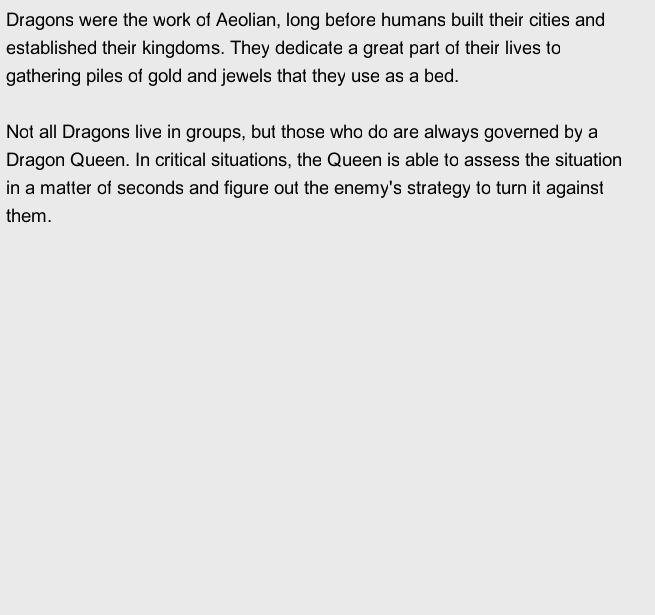 Dragons were the work of Aeolian, long before humans built their cities and
established their kingdoms. They dedicate a great part of their lives to
gathering piles of gold and jewels that they use as a bed.

Not all Dragons live in groups, but those who do are always governed by a
Dragon Queen. In critical situations, the Queen is able to assess the situation
in a matter of seconds and figure out the enemy's strategy to turn it against
them.